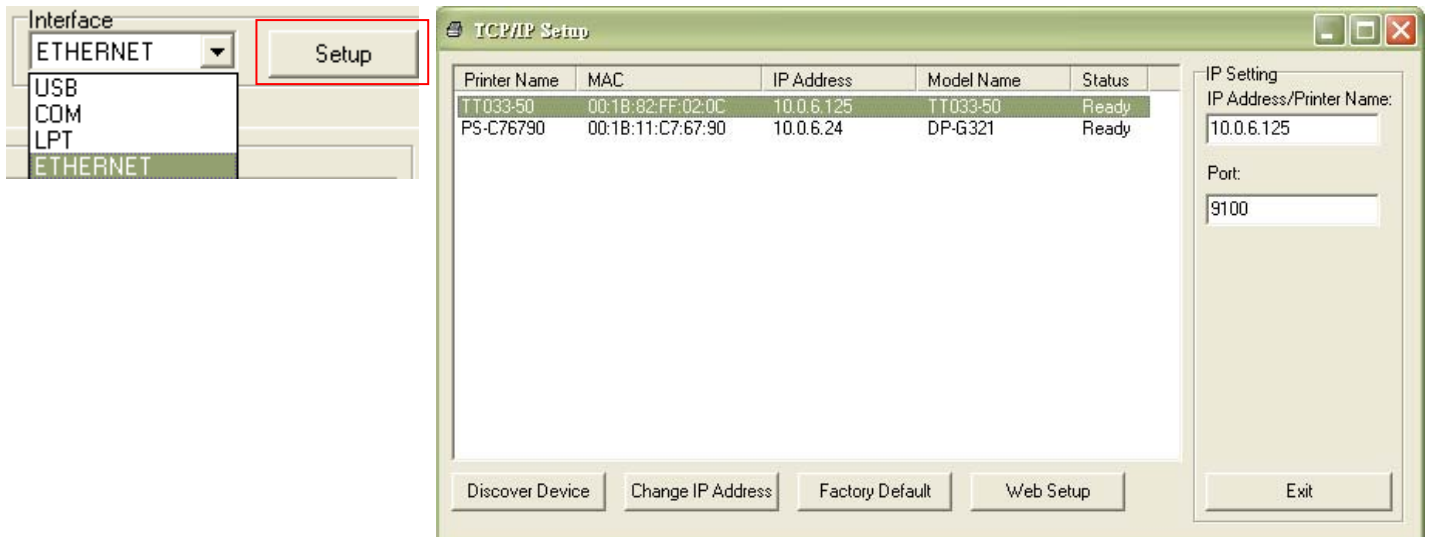 Interface
ETHERNET
Setup
USB
COM
LPT
ETHERNET
TCP/IP Setup
Printer Name MAC IP Address Model Name Status
TT033-50 00:1B:82:FF:02:0C 10.0.6.125 TT033-50 Ready
PS-C76790 00:1B:11:C7:67:90 10.0.6.24 DP-G321 Ready
IP Setting
IP Address/Printer Name:
10.0.6.125
Port:
9100
Discover Device Change IP Address Factory Default Web Setup Exit